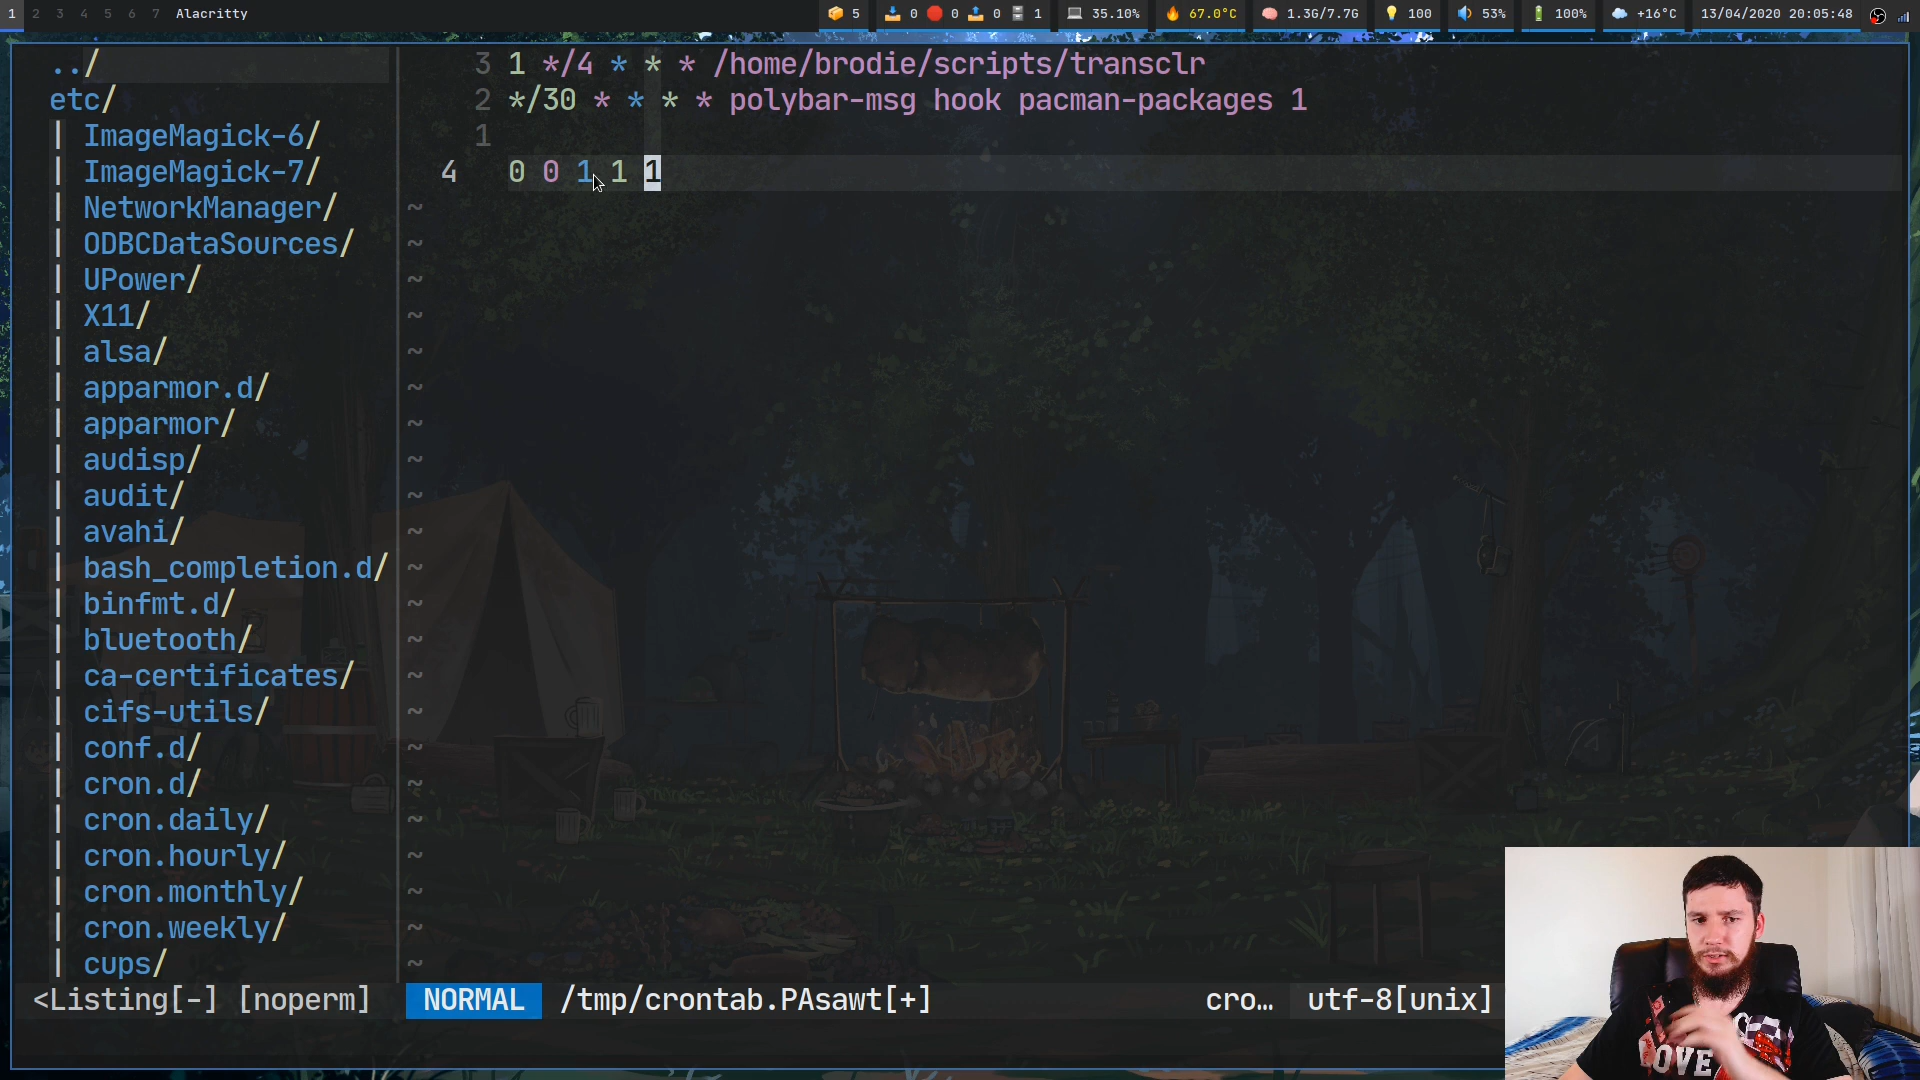 1 2 3 4 5 6 7 Alacritty 5 0 0 0 1 35.10% 67.0°C 1.3G/7.7G 100 53% 100% +16°C 13/04/2020 20:05:48
../
etc/
| ImageMagick-6/
| ImageMagick-7/
| NetworkManager/
| ODBCDataSources/
| UPower/
| X11/
| alsa/
| apparmor.d/
| apparmor/
| audisp/
| audit/
| avahi/
| bash_completion.d/
| binfmt.d/
| bluetooth/
| ca-certificates/
| cifs-utils/
| conf.d/
| cron.d/
| cron.daily/
| cron.hourly/
| cron.monthly/
| cron.weekly/
| cups/
3 1 */4 * * * /home/brodie/scripts/transclr
2 */30 * * * * polybar-msg hook pacman-packages 1
1
4 0 0 1 1 1
<Listing[-] [noperm] NORMAL /tmp/crontab.PAsawt[+] cro… utf-8[unix]
LOVE